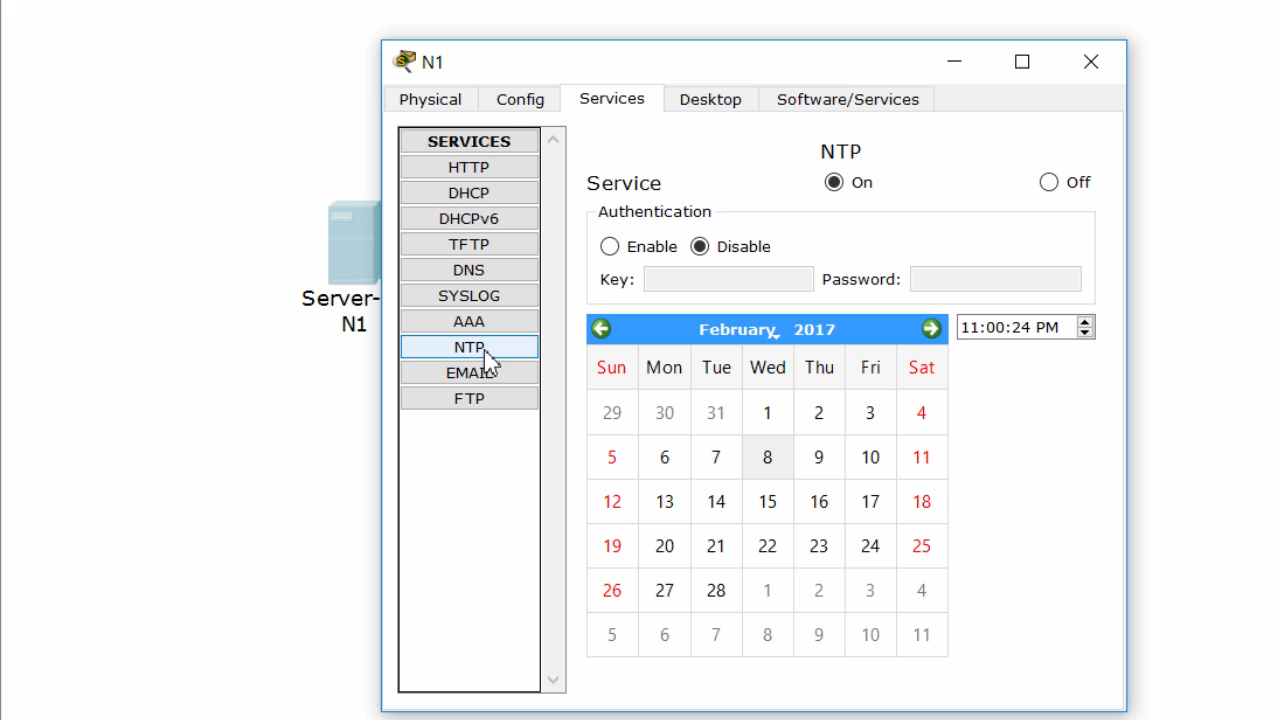 N1
Physical Config Services Desktop Software/Services
SERVICES
HTTP
DHCP
DHCPv6
TFTP
DNS
SYSLOG
AAA
NTP
EMAIL
FTP
NTP
Service On Off
Authentication
Enable Disable
Key: Password:
February, 2017 11:00:24 PM
Sun Mon Tue Wed Thu Fri Sat
29 30 31 1 2 3 4
5 6 7 8 9 10 11
12 13 14 15 16 17 18
19 20 21 22 23 24 25
26 27 28 1 2 3 4
5 6 7 8 9 10 11
Server-
N1